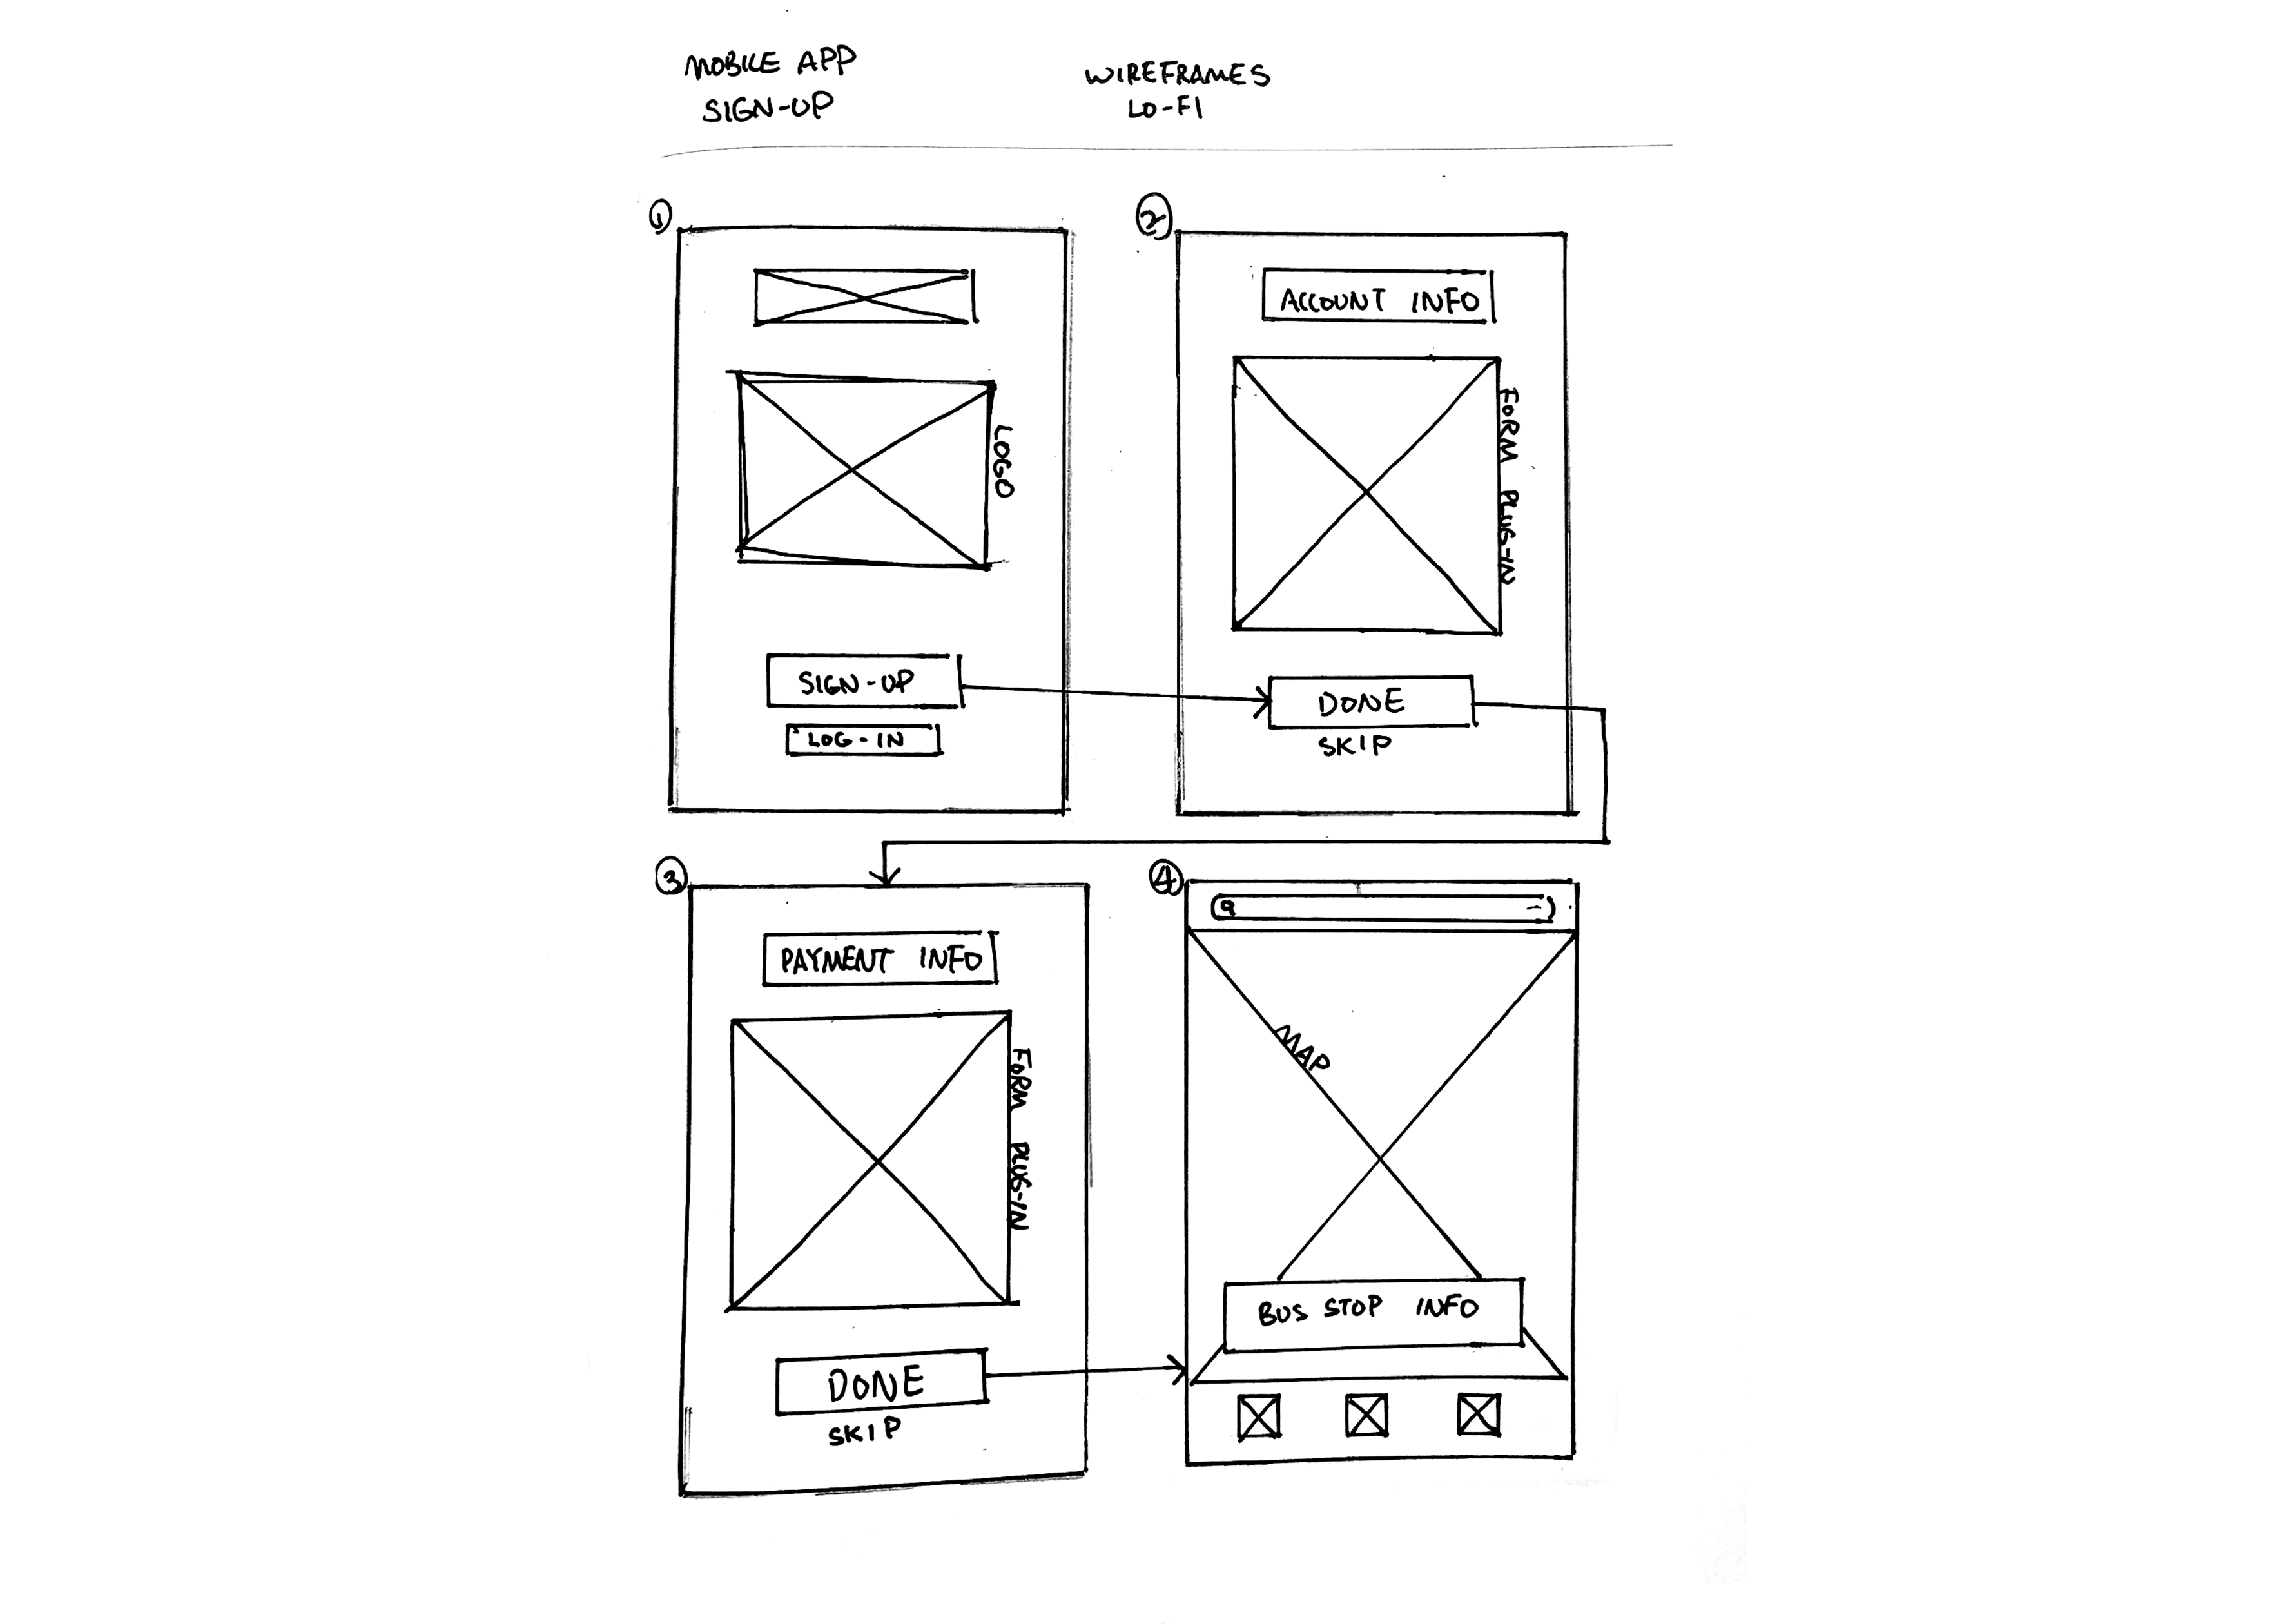 MOBILE APP
SIGN-UP
WIREFRAMES
LO-FI
1
LOGO
SIGN-UP
LOG-IN
2
ACCOUNT INFO
FORM PLUG-IN
DONE
SKIP
3
PAYMENT INFO
FORM PLUG-IN
DONE
SKIP
4
MAP
BUS STOP INFO